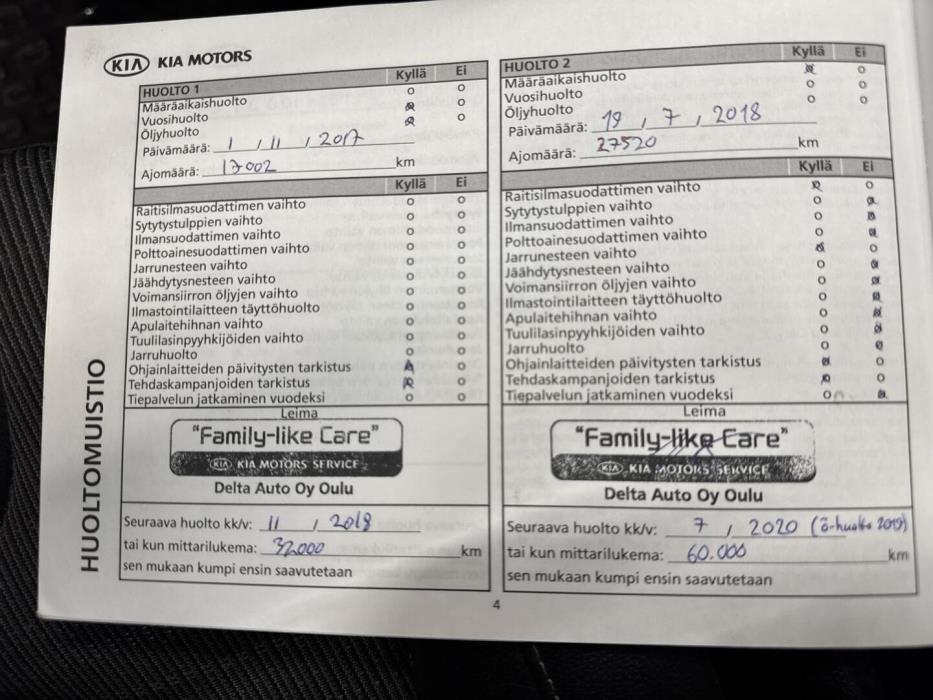 KIA KIA MOTORS
HUOLTO 1 Kyllä Ei
Määräaikaishuolto
Vuosihuolto
Öljyhuolto
Päivämäärä: 1 / 11 / 2017
Ajomäärä: 17002 km
Kyllä Ei
Raitisilmasuodattimen vaihto
Sytytystulppien vaihto
Ilmansuodattimen vaihto
Polttoainesuodattimen vaihto
Jarrunesteen vaihto
Jäähdytysnesteen vaihto
Voimansiirron öljyjen vaihto
Ilmastointilaitteen täyttöhuolto
Apulaitehihnan vaihto
Tuulilasinpyyhkijöiden vaihto
Jarruhuolto
Ohjainlaitteiden päivitysten tarkistus
Tehdaskampanjoiden tarkistus
Tiepalvelun jatkaminen vuodeksi
Leima
"Family-like Care"
KIA KIA MOTORS SERVICE
Delta Auto Oy Oulu
Seuraava huolto kk/v: 11 / 2018
tai kun mittarilukema: 32000 km
sen mukaan kumpi ensin saavutetaan
HUOLTO 2 Kyllä Ei
Määräaikaishuolto
Vuosihuolto
Öljyhuolto
Päivämäärä: 19 / 7 / 2018
Ajomäärä: 27520 km
Kyllä Ei
Raitisilmasuodattimen vaihto
Sytytystulppien vaihto
Ilmansuodattimen vaihto
Polttoainesuodattimen vaihto
Jarrunesteen vaihto
Jäähdytysnesteen vaihto
Voimansiirron öljyjen vaihto
Ilmastointilaitteen täyttöhuolto
Apulaitehihnan vaihto
Tuulilasinpyyhkijöiden vaihto
Jarruhuolto
Ohjainlaitteiden päivitysten tarkistus
Tehdaskampanjoiden tarkistus
Tiepalvelun jatkaminen vuodeksi
Leima
"Family-like Care"
KIA KIA MOTORS SERVICE
Delta Auto Oy Oulu
Seuraava huolto kk/v: 7 / 2020 (ö-huolto 2019)
tai kun mittarilukema: 60.000 km
sen mukaan kumpi ensin saavutetaan
HUOLTOMUISTIO
4